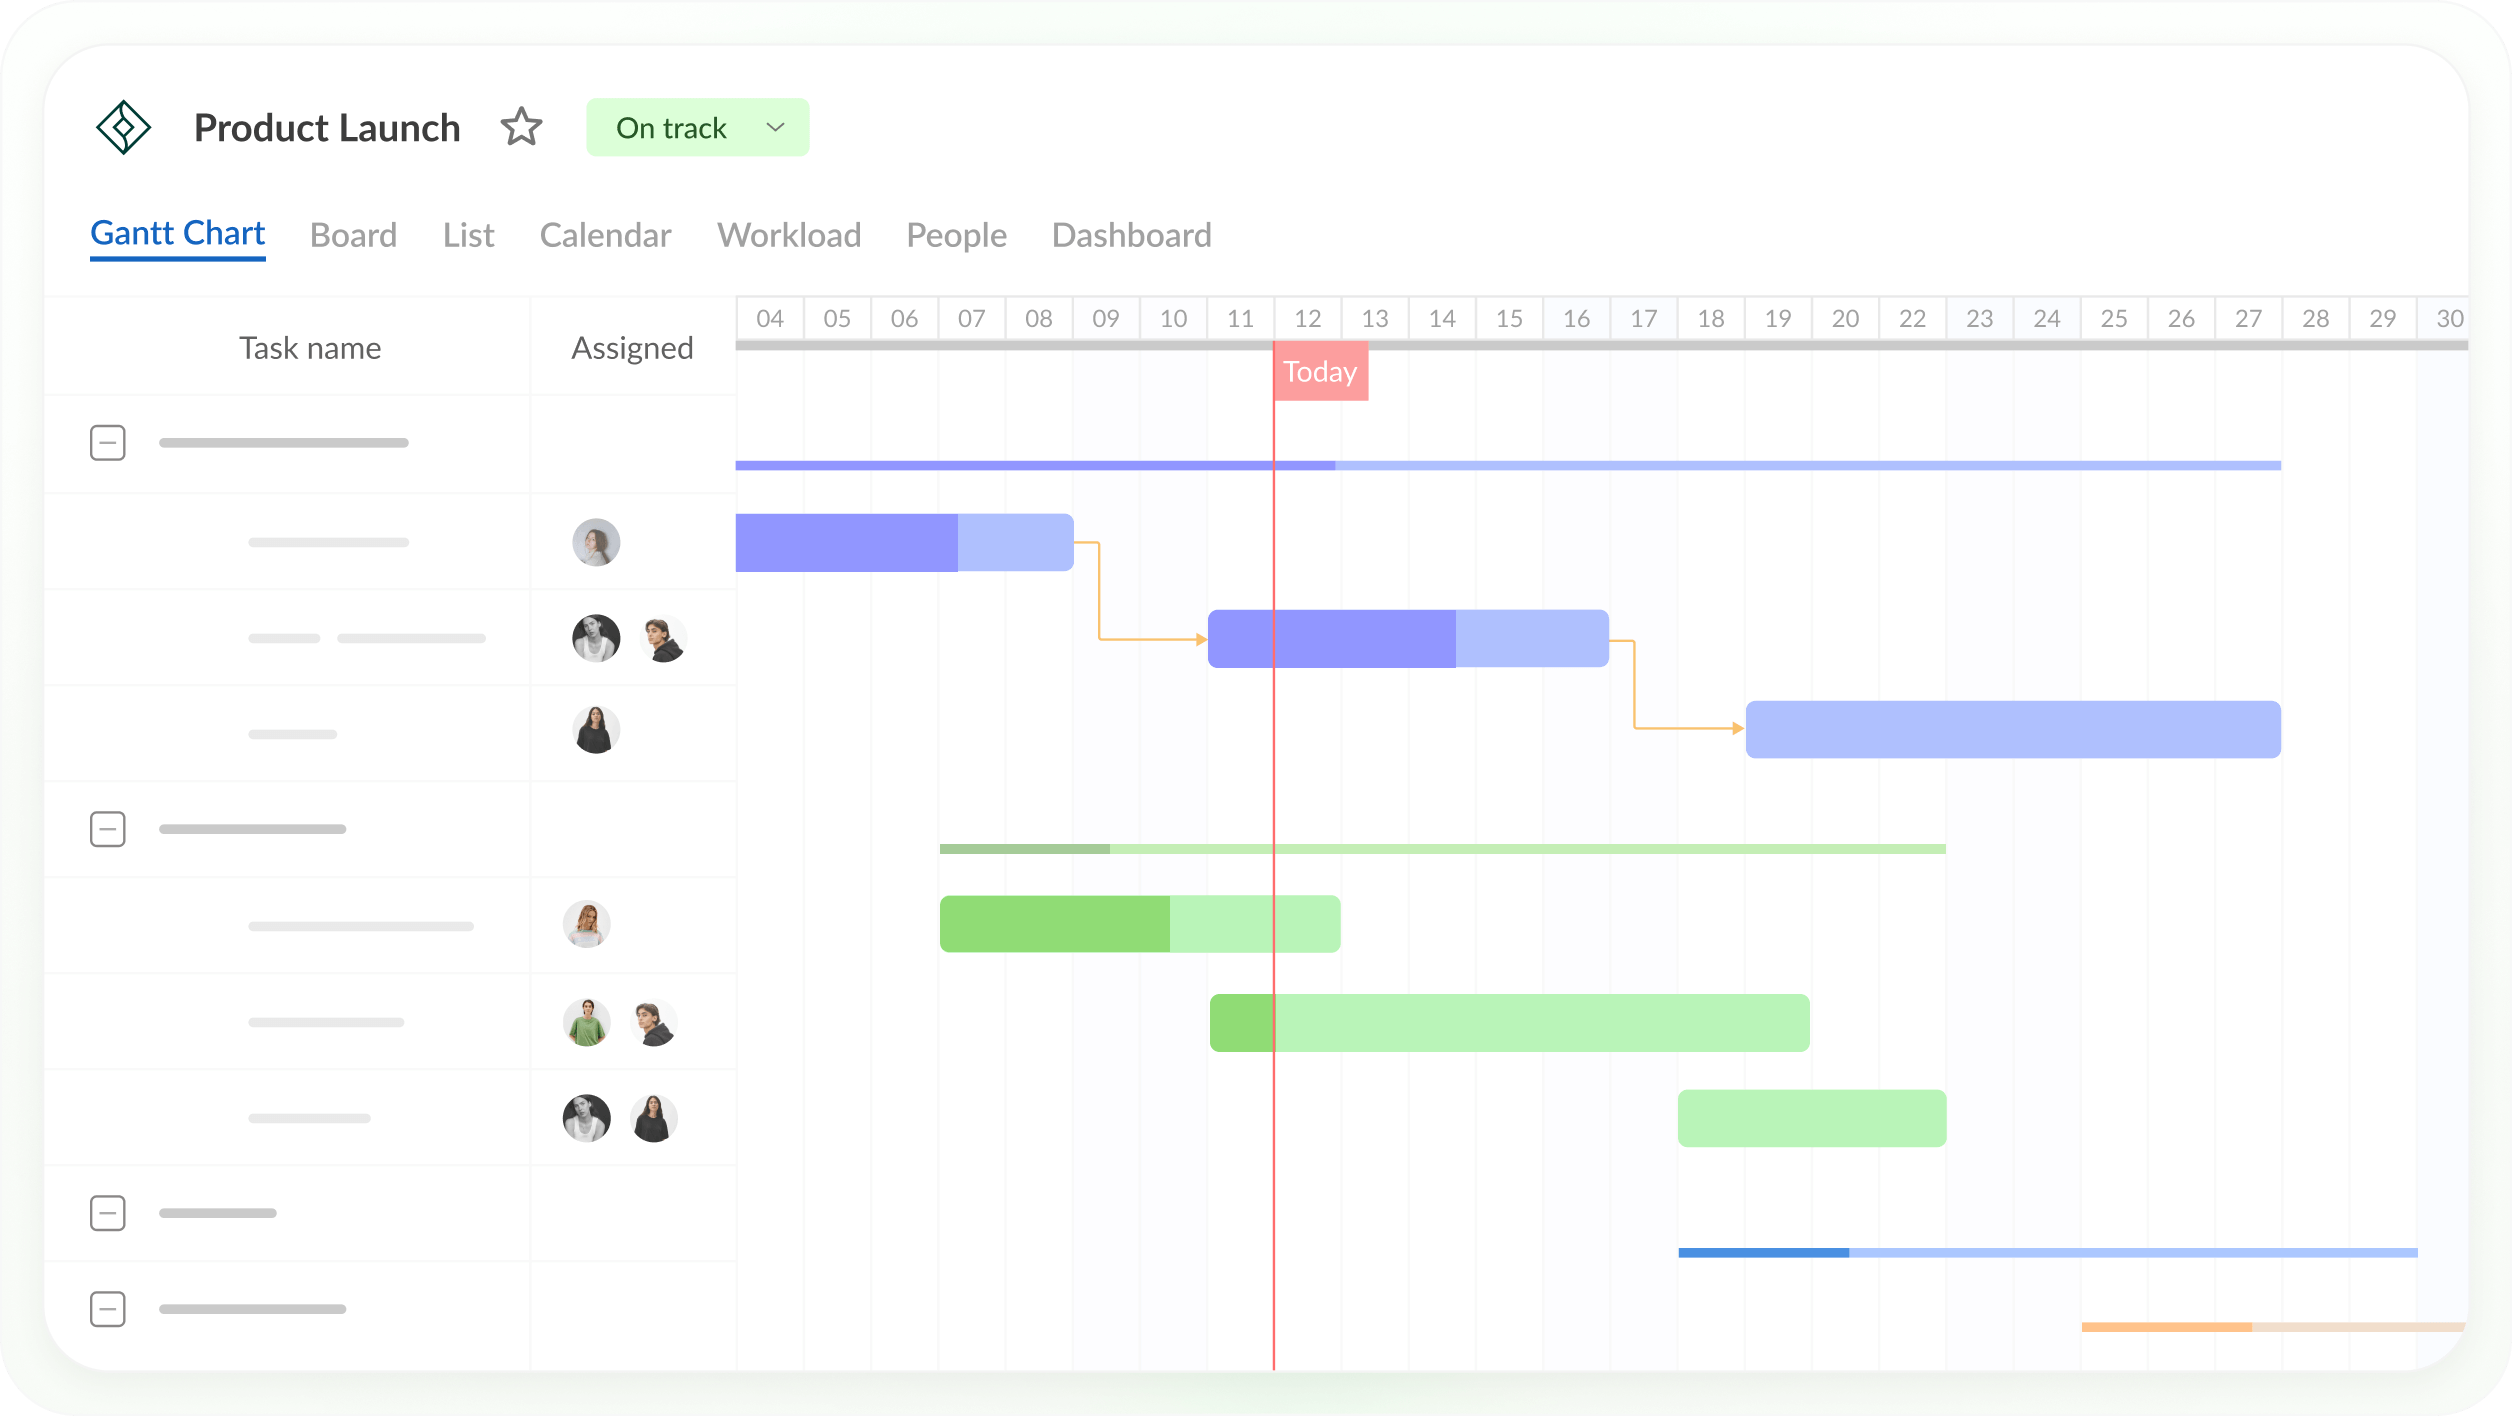 Product Launch
On track
Gantt Chart Board List Calendar Workload People Dashboard
Task name Assigned
04 05 06 07 08 09 10 11 12 13 14 15 16 17 18 19 20 22 23 24 25 26 27 28 29 30
Today